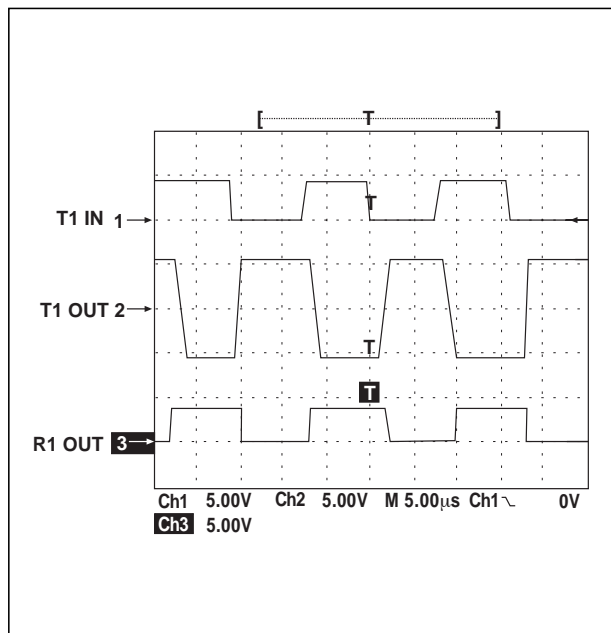 [ T ]
T
T1 IN 1
T1 OUT 2
T
T
R1 OUT 3
Ch1 5.00V Ch2 5.00V M 5.00µs Ch1 0V
Ch3 5.00V